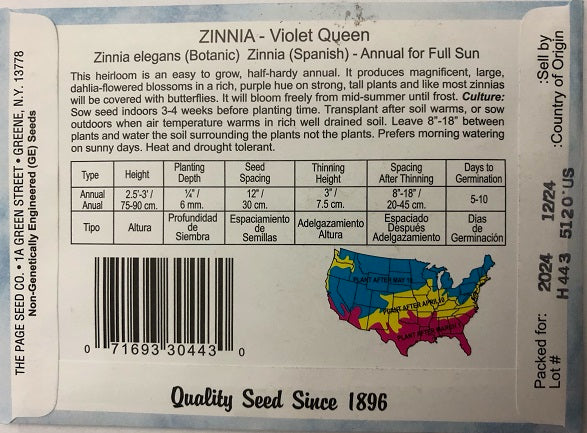 ZINNIA - Violet Queen
Zinnia elegans (Botanic) Zinnia (Spanish) - Annual for Full Sun
This heirloom is an easy to grow, half-hardy annual. It produces magnificent, large,
dahlia-flowered blossoms in a rich, purple hue on strong, tall plants and like most zinnias
will be covered with butterflies. It will bloom freely from mid-summer until frost. Culture:
Sow seed indoors 3-4 weeks before planting time. Transplant after soil warms, or sow
outdoors when air temperature warms in rich well drained soil. Leave 8"-18" between
plants and water the soil surrounding the plants not the plants. Prefers morning watering
on sunny days. Heat and drought tolerant.
Type Height Planting Depth Seed Spacing Thinning Height Spacing After Thinning Days to Germination
Annual Anual 2.5'-3'/ 75-90 cm. ¼"/ 6 mm. 12"/ 30 cm. 3"/ 7.5 cm. 8"-18"/ 20-45 cm. 5-10
Tipo Altura Profundidad de Siembra Espaciamiento de Semillas Adelgazamiento Altura Espaciado Después Adelgazamiento Dias de Germinación
PLANT AFTER MAY 10
PLANT AFTER APRIL 10
PLANT AFTER MARCH 1
0 71693 30443 0
Quality Seed Since 1896
THE PAGE SEED CO. • 1A GREEN STREET • GREENE, N.Y. 13778
Non-Genetically Engineered (GE) Seeds
Packed for: 2024 12/24 :Sell by
Lot # H443 5120 US :Country of Origin